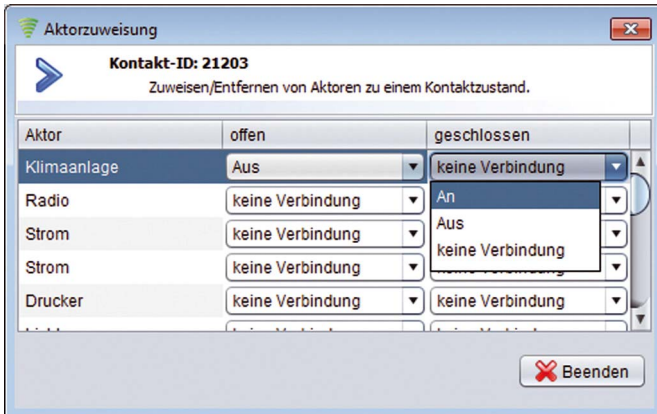 Aktorzuweisung
Kontakt-ID: 21203
Zuweisen/Entfernen von Aktoren zu einem Kontaktzustand.
Aktor offen geschlossen
Klimaanlage Aus keine Verbindung
Radio keine Verbindung An
Strom keine Verbindung Aus
Strom keine Verbindung keine Verbindung
Drucker keine Verbindung keine Verbindung
Beenden